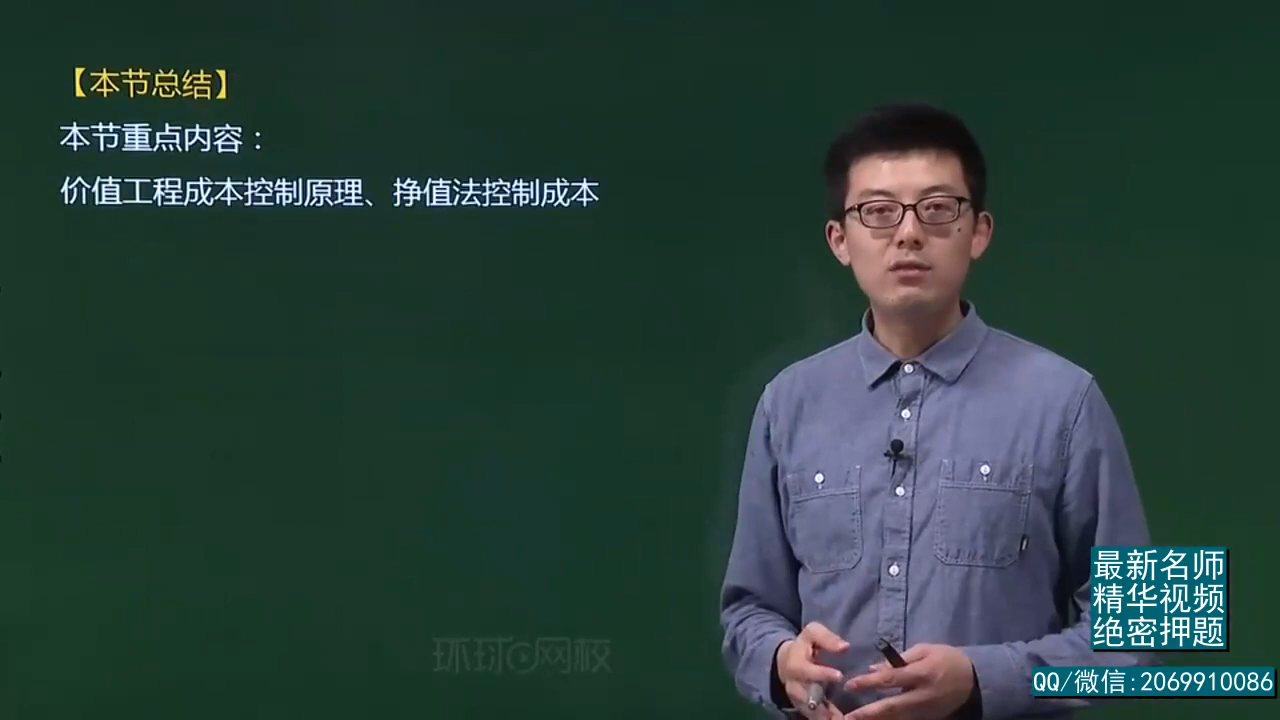 【本节总结】
本节重点内容：
价值工程成本控制原理、挣值法控制成本
环球网校
最新名师
精华视频
绝密押题
QQ/微信:2069910086